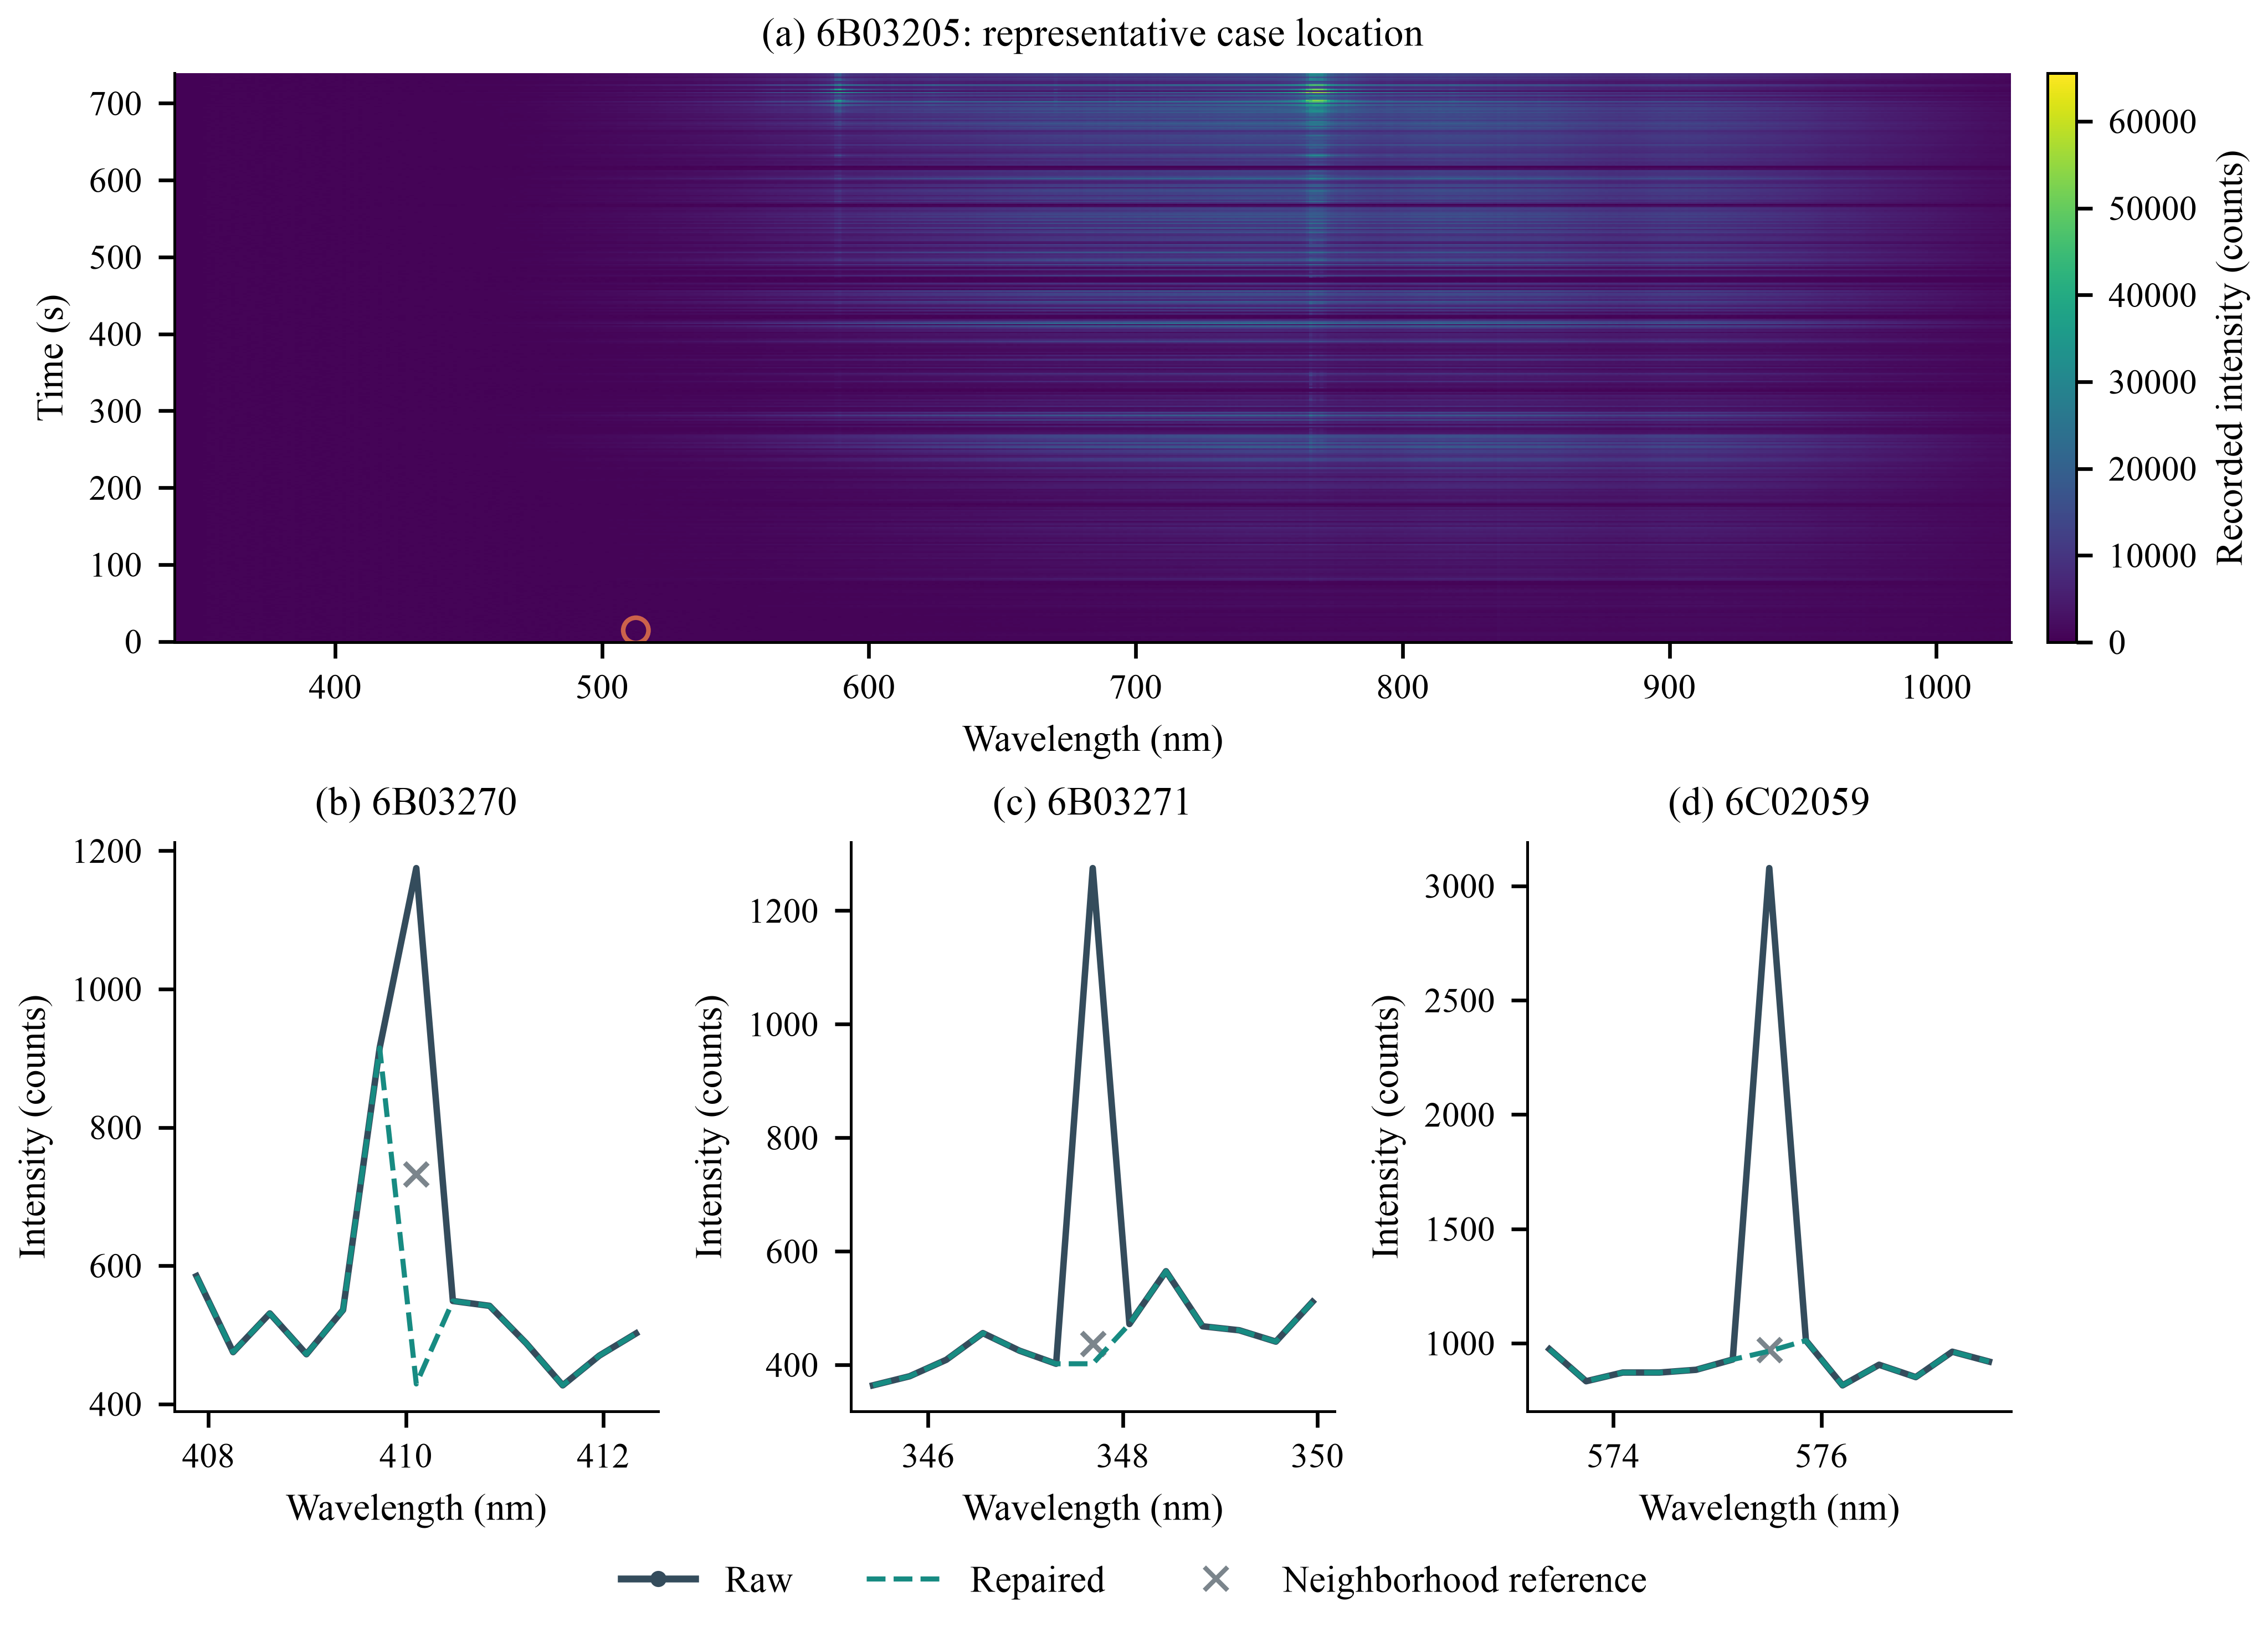 (a) 6B03205: representative case location
700
600
500
400
300
200
100
0
Time (s)
400 500 600 700 800 900 1000
Wavelength (nm)
60000
50000
40000
30000
20000
10000
0
Recorded intensity (counts)
(b) 6B03270
1200
1000
800
600
400
Intensity (counts)
408 410 412
Wavelength (nm)
(c) 6B03271
1200
1000
800
600
400
Intensity (counts)
346 348 350
Wavelength (nm)
(d) 6C02059
3000
2500
2000
1500
1000
Intensity (counts)
574 576
Wavelength (nm)
Raw Repaired Neighborhood reference